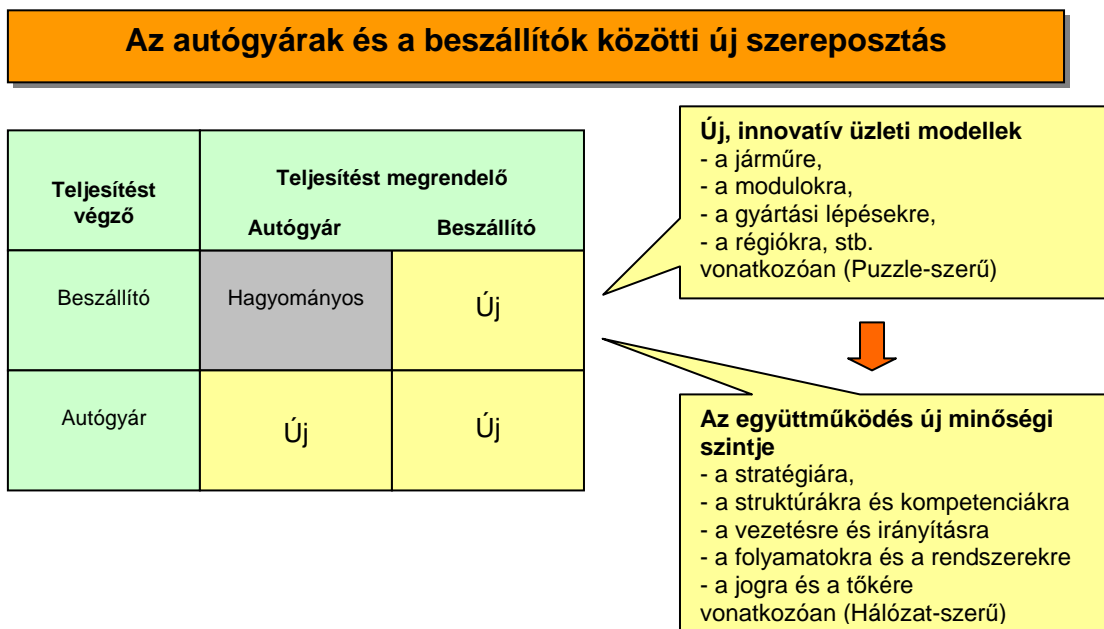 Az autógyárak és a beszállítók közötti új szereposztás
Teljesítést
végző
Teljesítést megrendelő
Autógyár
Beszállító
Beszállító
Hagyományos
Új
Autógyár
Új
Új
Új, innovatív üzleti modellek
- a járműre,
- a modulokra,
- a gyártási lépésekre,
- a régiókra, stb.
vonatkozóan (Puzzle-szerű)
Az együttműködés új minőségi
szintje
- a stratégiára,
- a struktúrákra és kompetenciákra
- a vezetésre és irányításra
- a folyamatokra és a rendszerekre
- a jogra és a tőkére
vonatkozóan (Hálózat-szerű)